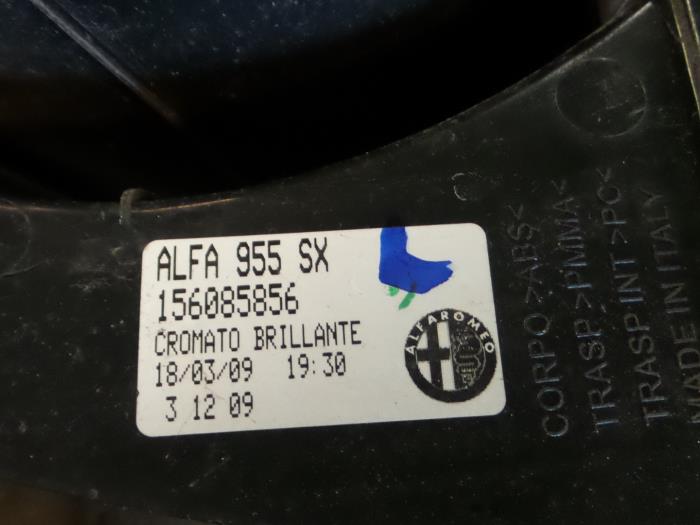 ALFA 955 SX
156085856
CROMATO BRILLANTE
18/03/09 19:30
3 12 09
ALFA ROMEO
CORPO >ABS<
TRASP >PMMA<
TRASP INT >PC<
MADE IN ITALY